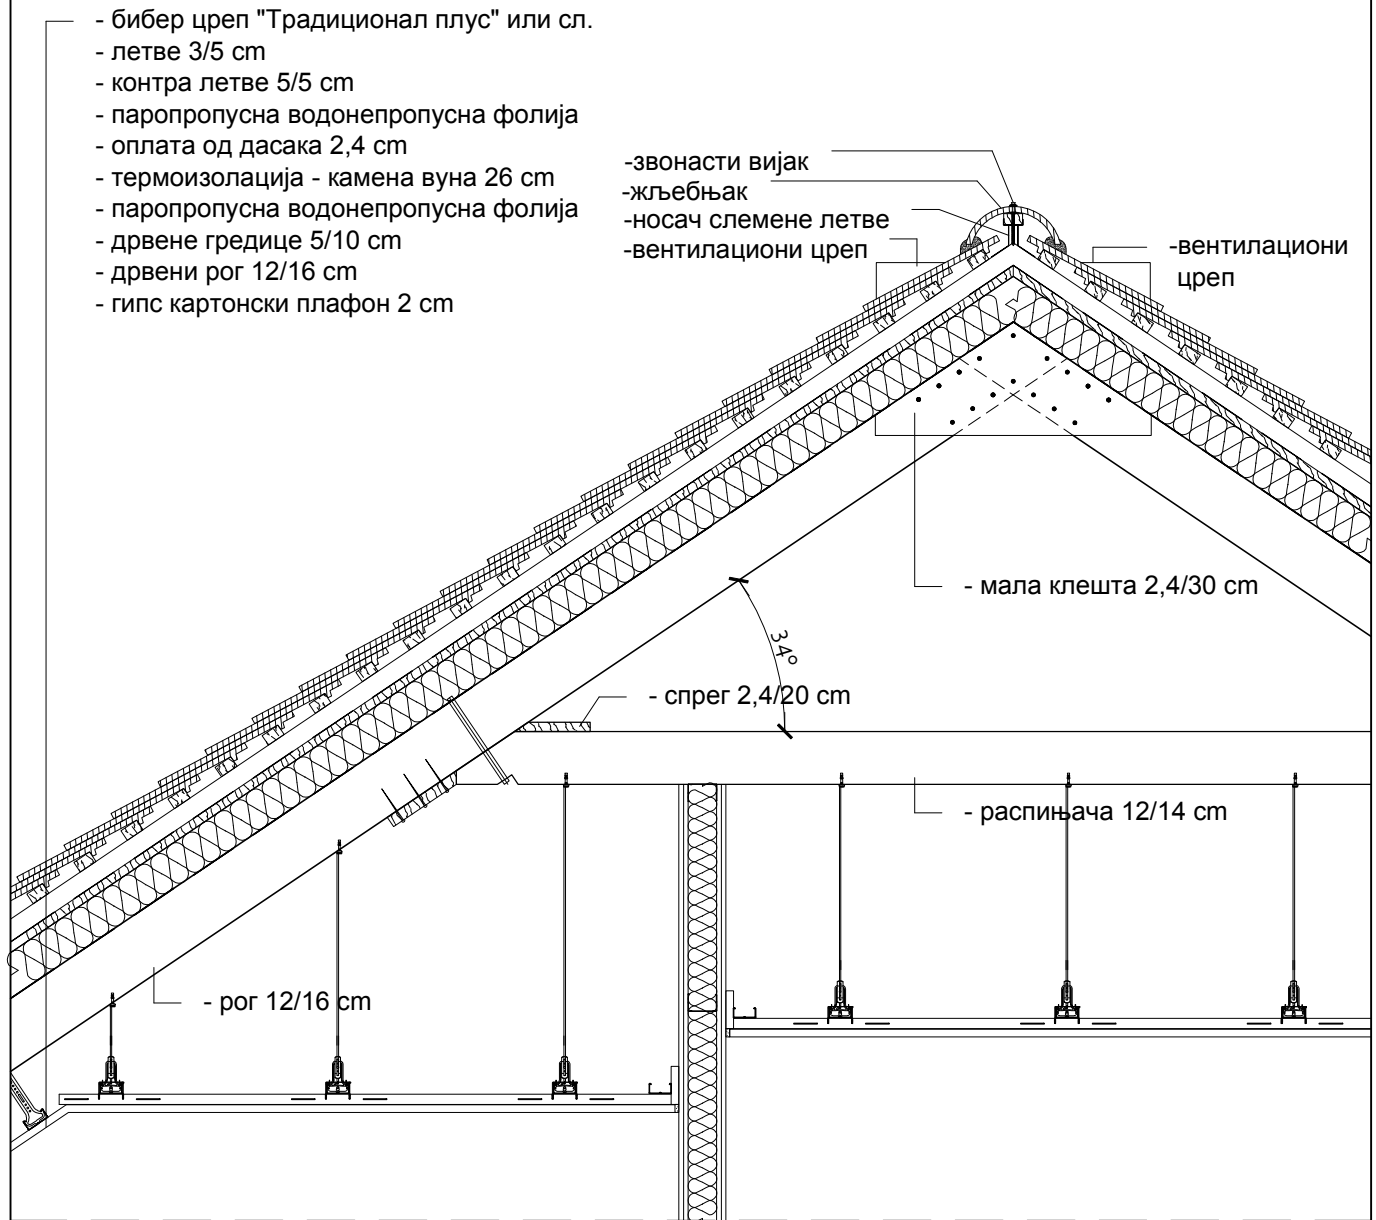 - бибер цреп "Традиционал плус" или сл.
- летве 3/5 cm
- контра летве 5/5 cm
- паропропусна водонепропусна фолија
- оплата од дасака 2,4 cm
- термоизолација - камена вуна 26 cm
- паропропусна водонепропусна фолија
- дрвене гредице 5/10 cm
- дрвени рог 12/16 cm
- гипс картонски плафон 2 cm
-звонасти вијак
-жљебњак
-носач слемене летве
-вентилациони цреп
-вентилациони
цреп
- мала клешта 2,4/30 cm
34°
- спрег 2,4/20 cm
- распињача 12/14 cm
- рог 12/16 cm